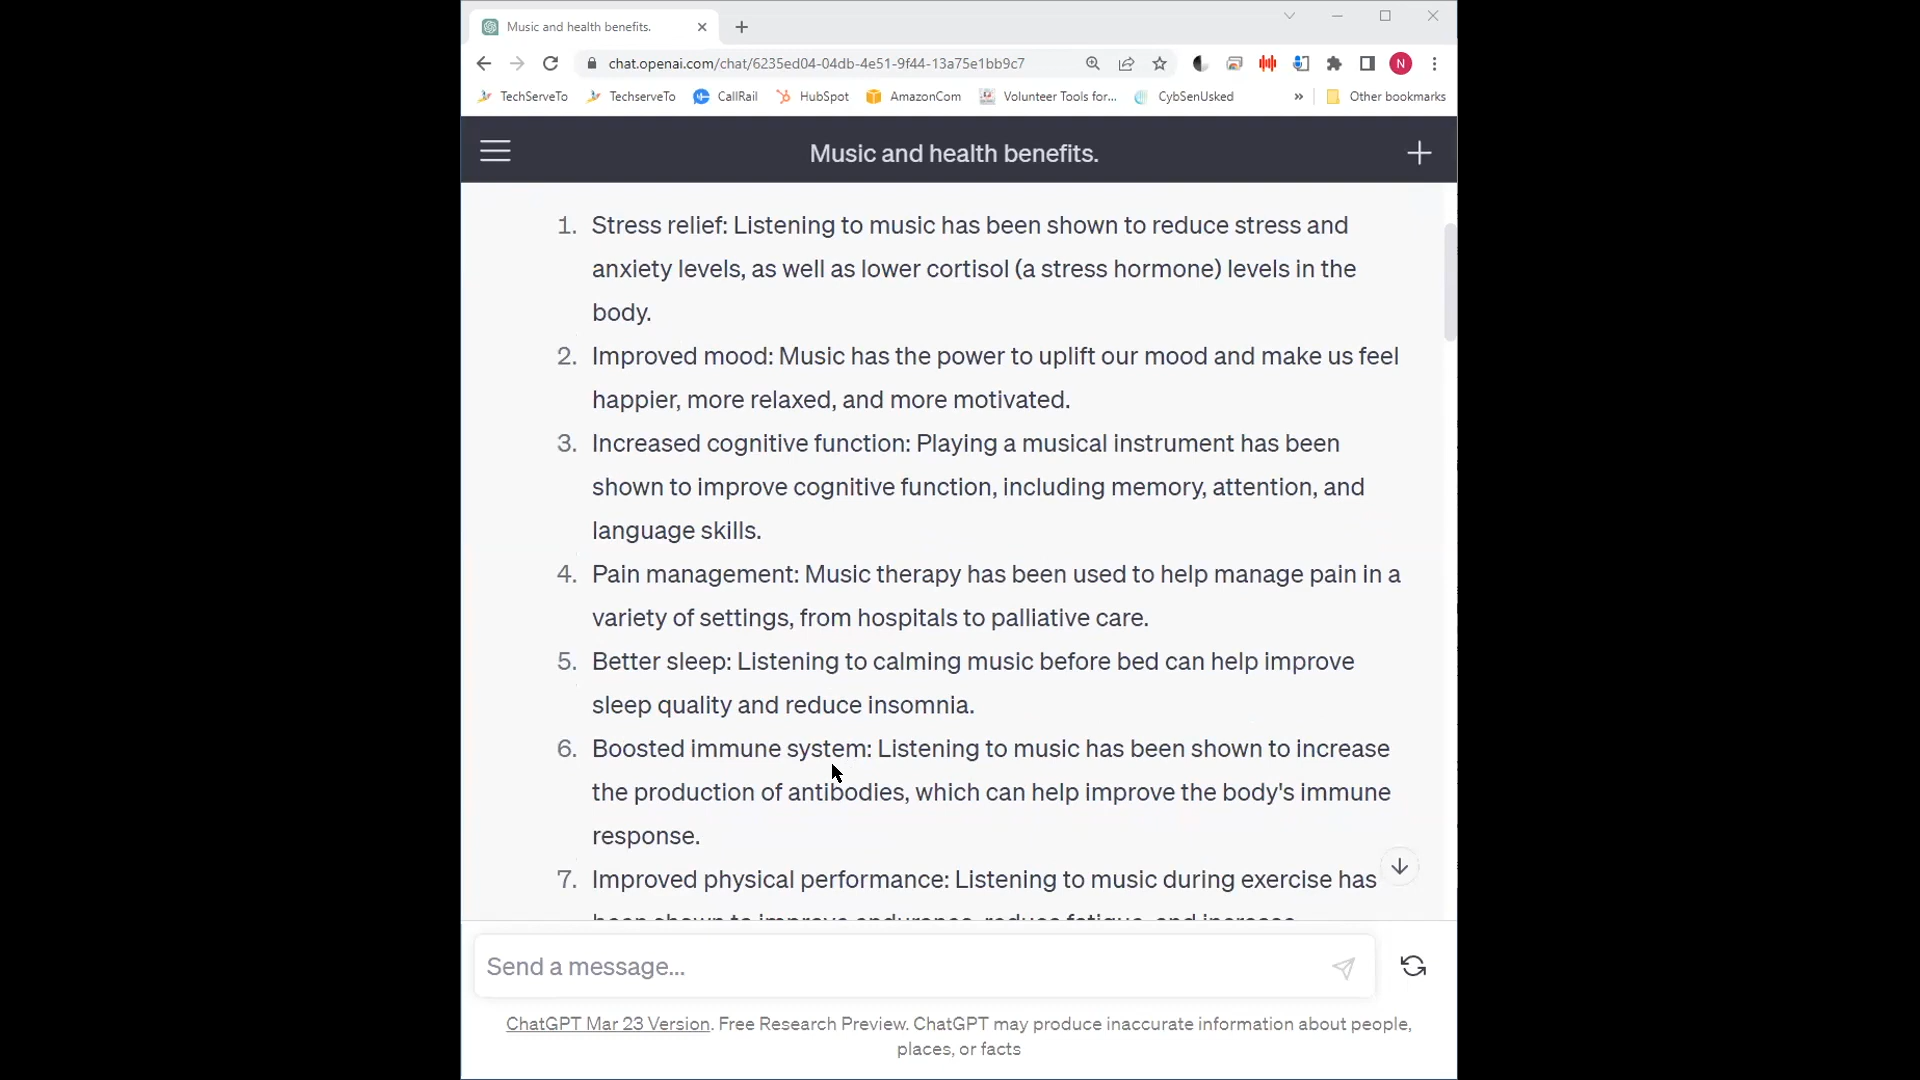 Music and health benefits.
chat.openai.com/chat/6235ed04-04db-4e51-9f44-13a75e1bb9c7
N
TechServeTo TechserveTo CallRail HubSpot AmazonCom Volunteer Tools for... CybSenUsked » Other bookmarks
Music and health benefits.
1. Stress relief: Listening to music has been shown to reduce stress and
anxiety levels, as well as lower cortisol (a stress hormone) levels in the
body.
2. Improved mood: Music has the power to uplift our mood and make us feel
happier, more relaxed, and more motivated.
3. Increased cognitive function: Playing a musical instrument has been
shown to improve cognitive function, including memory, attention, and
language skills.
4. Pain management: Music therapy has been used to help manage pain in a
variety of settings, from hospitals to palliative care.
5. Better sleep: Listening to calming music before bed can help improve
sleep quality and reduce insomnia.
6. Boosted immune system: Listening to music has been shown to increase
the production of antibodies, which can help improve the body's immune
response.
7. Improved physical performance: Listening to music during exercise has
been shown to improve endurance, reduce fatigue, and increase
Send a message...
ChatGPT Mar 23 Version. Free Research Preview. ChatGPT may produce inaccurate information about people,
places, or facts